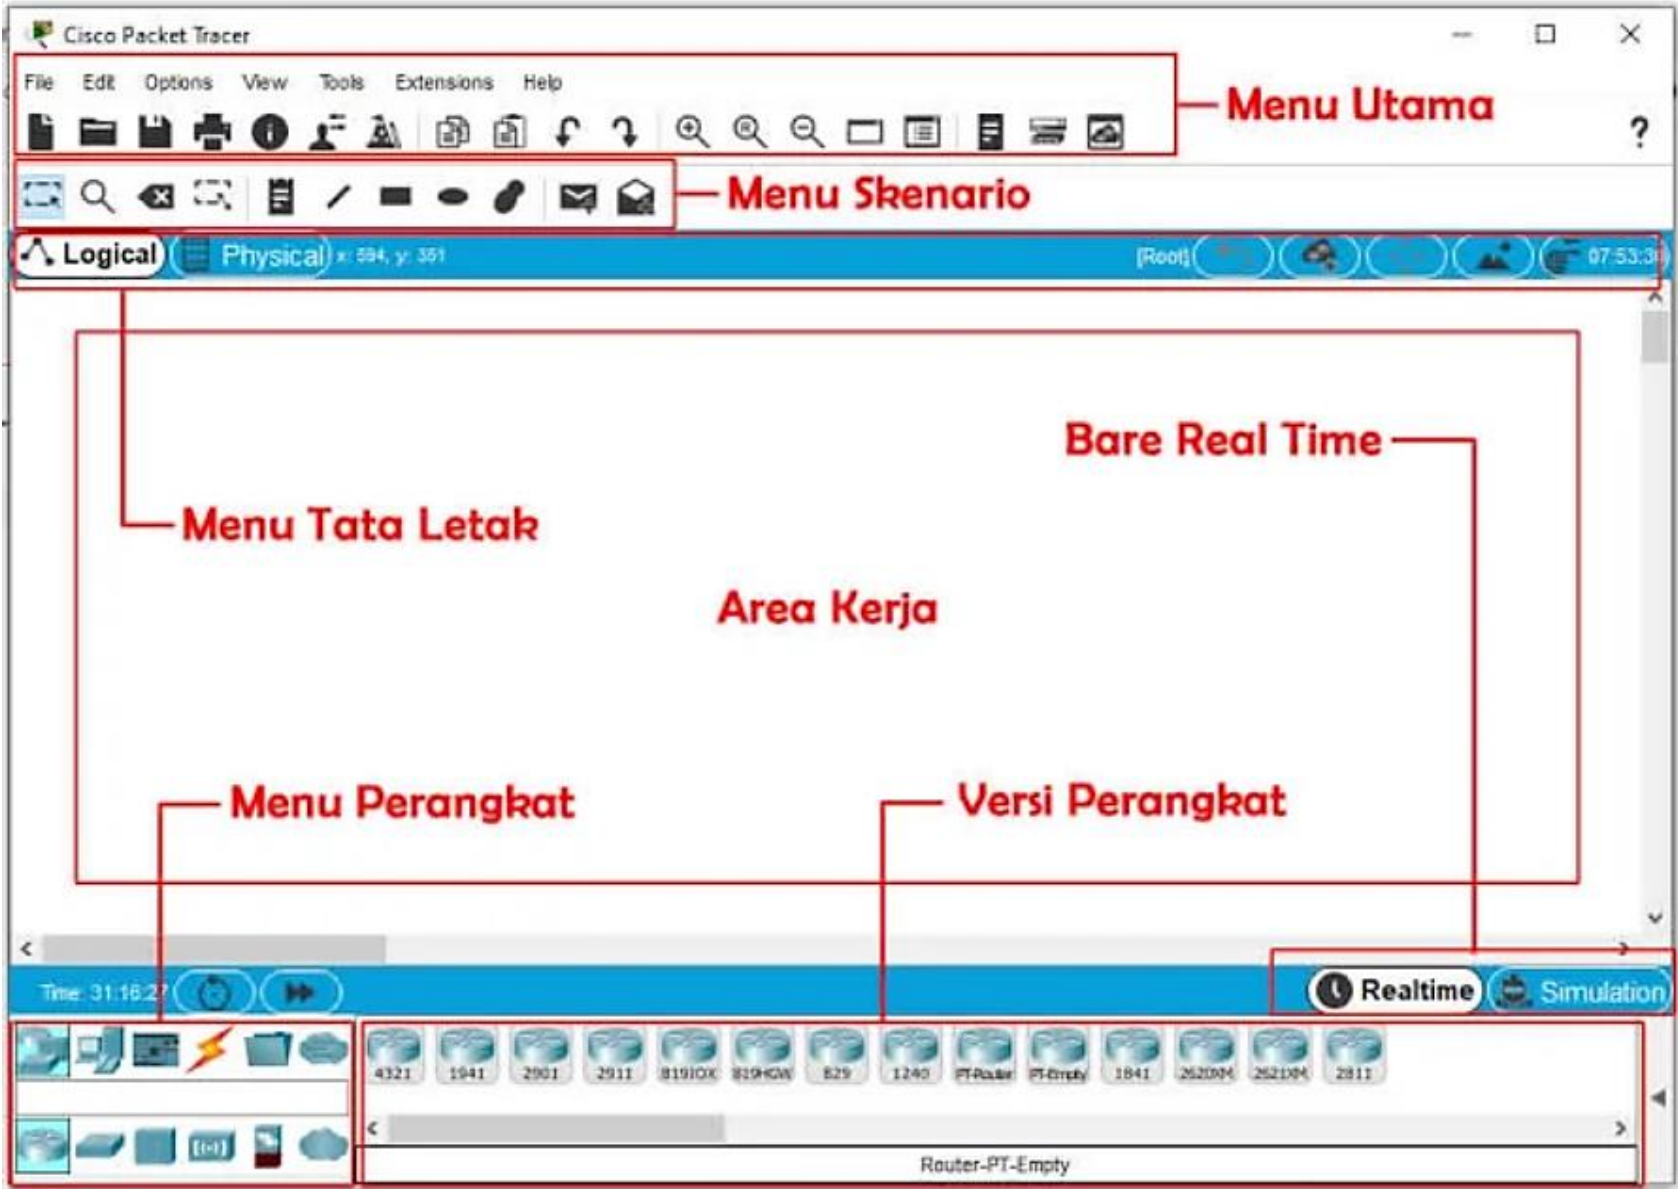 Cisco Packet Tracer
File Edit Options View Tools Extensions Help
Menu Utama
?
Menu Skenario
Logical Physical x: 594, y: 351 [Root]
Bare Real Time
Menu Tata Letak
Area Kerja
Menu Perangkat
Versi Perangkat
Time: 31:16:27 Realtime Simulation
4321 1941 2901 2911 819IOX 819HGW 829 1240 PT-Router PT-Empty 1841 2620XM 2621XM 2811
Router-PT-Empty